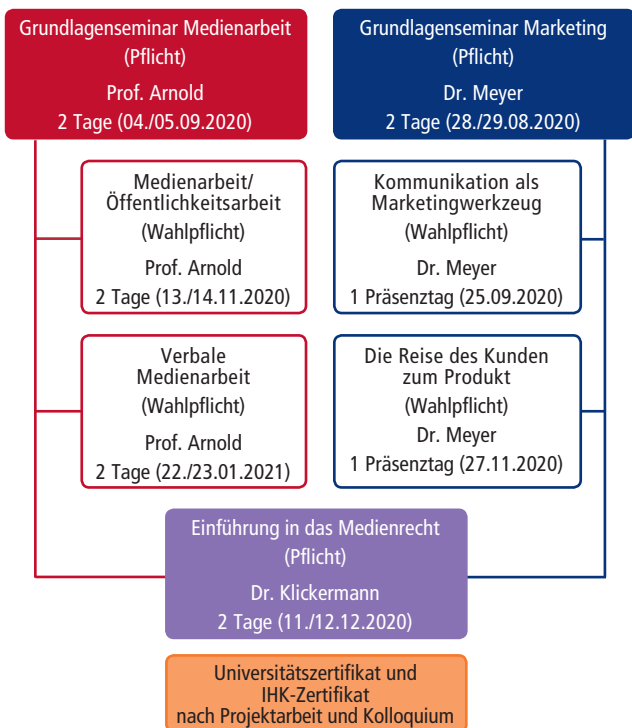 Grundlagenseminar Medienarbeit
(Pflicht)
Prof. Arnold
2 Tage (04./05.09.2020)
Grundlagenseminar Marketing
(Pflicht)
Dr. Meyer
2 Tage (28./29.08.2020)
Medienarbeit/
Öffentlichkeitsarbeit
(Wahlpflicht)
Prof. Arnold
2 Tage (13./14.11.2020)
Kommunikation als
Marketingwerkzeug
(Wahlpflicht)
Dr. Meyer
1 Präsenztag (25.09.2020)
Verbale
Medienarbeit
(Wahlpflicht)
Prof. Arnold
2 Tage (22./23.01.2021)
Die Reise des Kunden
zum Produkt
(Wahlpflicht)
Dr. Meyer
1 Präsenztag (27.11.2020)
Einführung in das Medienrecht
(Pflicht)
Dr. Klickermann
2 Tage (11./12.12.2020)
Universitätszertifikat und
IHK-Zertifikat
nach Projektarbeit und Kolloquium